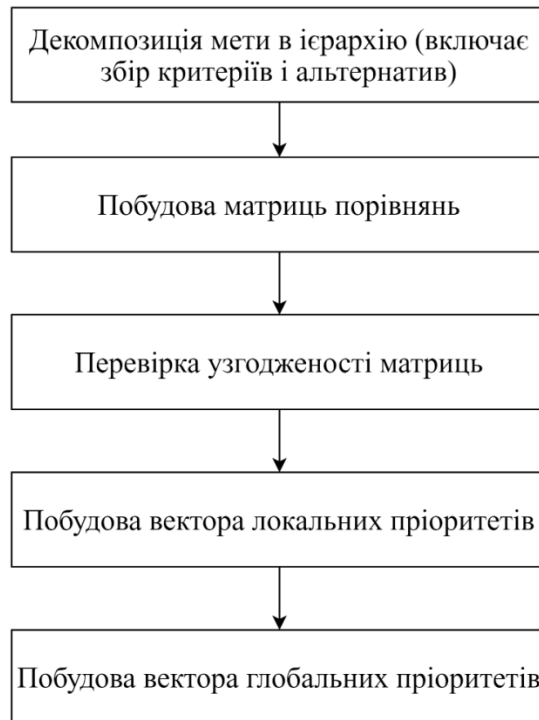 Декомпозиція мети в ієрархію (включає
збір критеріїв і альтернатив)
Побудова матриць порівнянь
Перевірка узгодженості матриць
Побудова вектора локальних пріоритетів
Побудова вектора глобальних пріоритетів